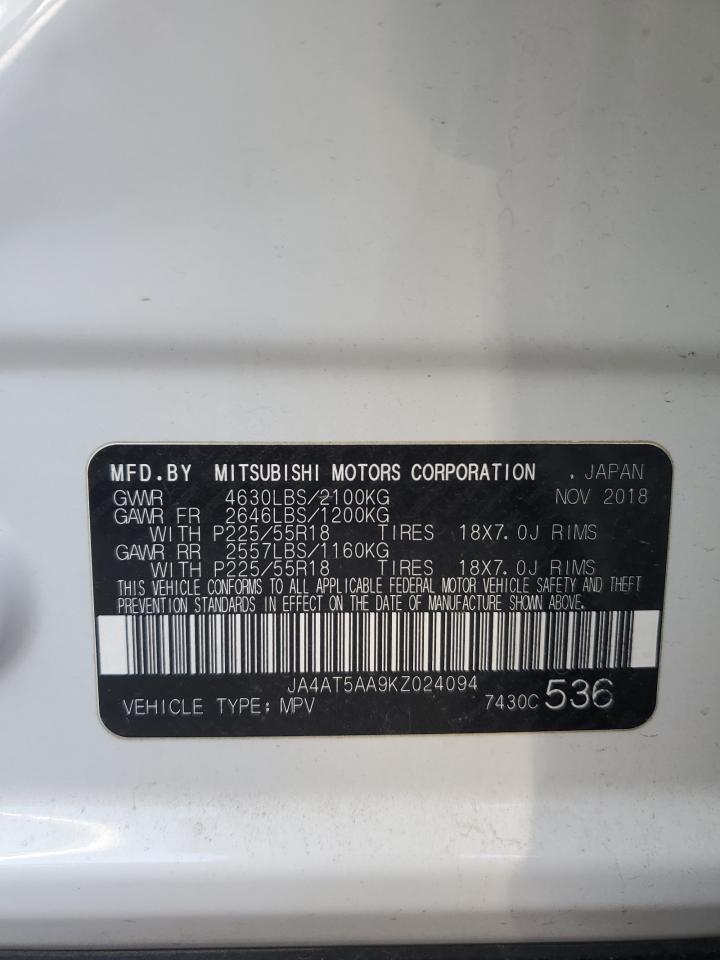 MFD.BY MITSUBISHI MOTORS CORPORATION . JAPAN
GVWR 4630LBS/2100KG NOV 2018
GAWR FR 2646LBS/1200KG
WITH P225/55R18 TIRES 18X7.0J RIMS
GAWR RR 2557LBS/1160KG
WITH P225/55R18 TIRES 18X7.0J RIMS
THIS VEHICLE CONFORMS TO ALL APPLICABLE FEDERAL MOTOR VEHICLE SAFETY AND THEFT
PREVENTION STANDARDS IN EFFECT ON THE DATE OF MANUFACTURE SHOWN ABOVE.
JA4AT5AA9KZ024094
VEHICLE TYPE: MPV 7430C 536